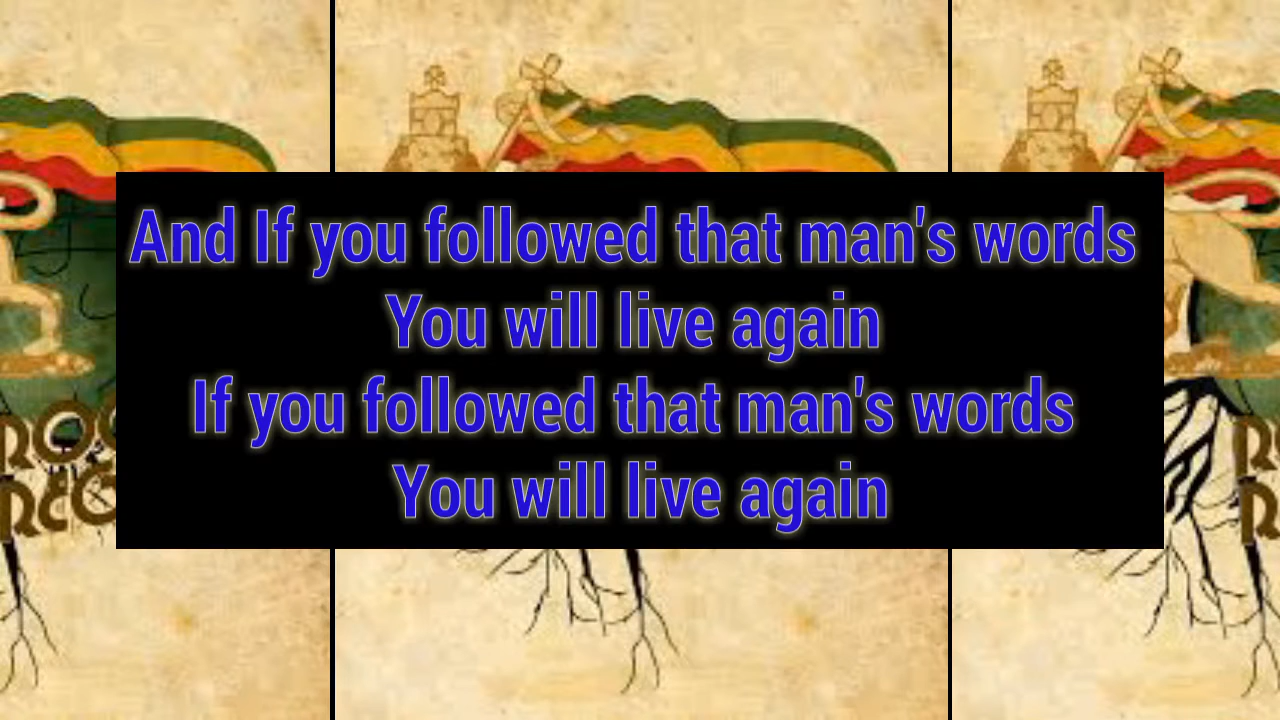 And If you followed that man's words
You will live again
If you followed that man's words
You will live again